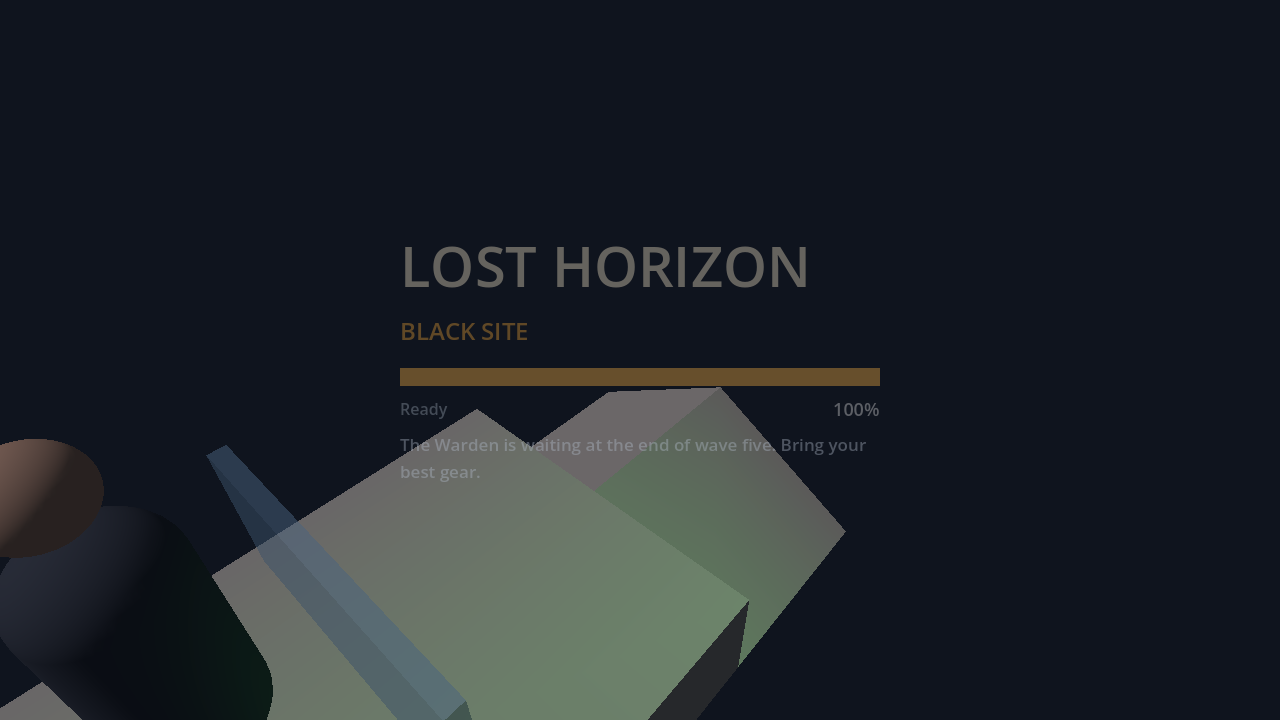 LOST HORIZON
BLACK SITE
Ready
100%
The Warden is waiting at the end of wave five. Bring your
best gear.